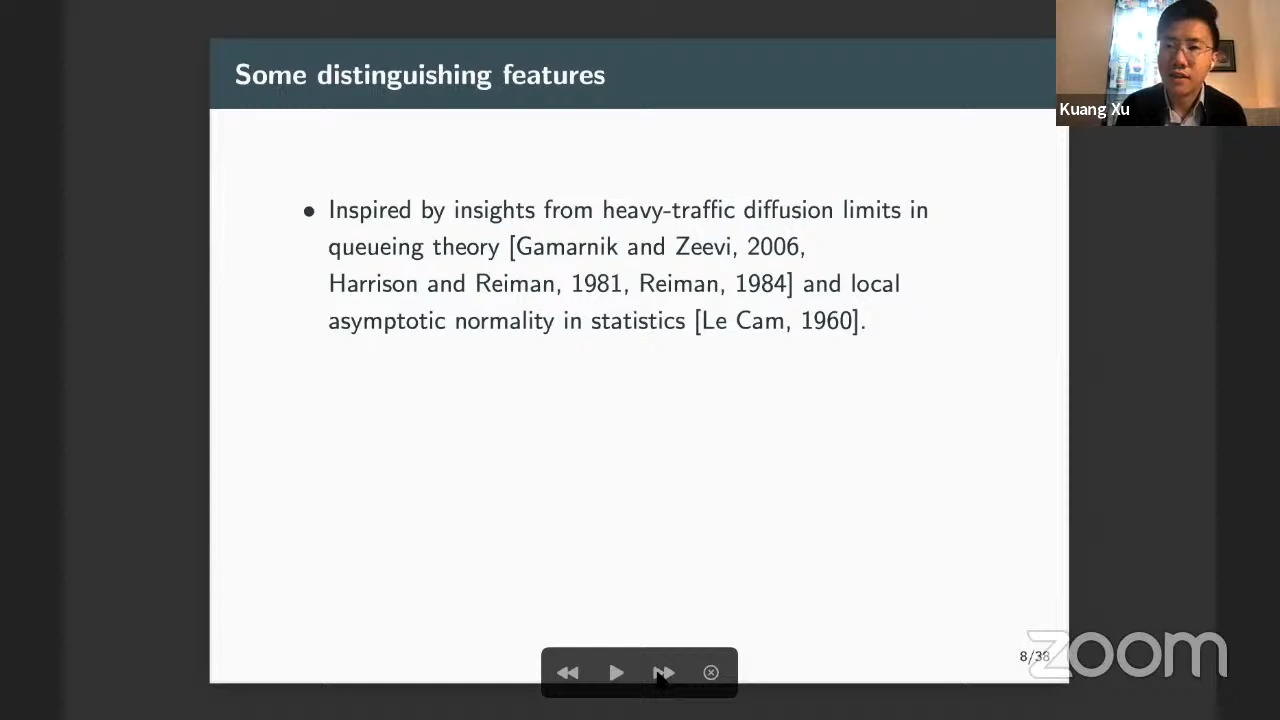 Some distinguishing features
Kuang Xu
• Inspired by insights from heavy-traffic diffusion limits in
queueing theory [Gamarnik and Zeevi, 2006,
Harrison and Reiman, 1981, Reiman, 1984] and local
asymptotic normality in statistics [Le Cam, 1960].
8/38
zoom